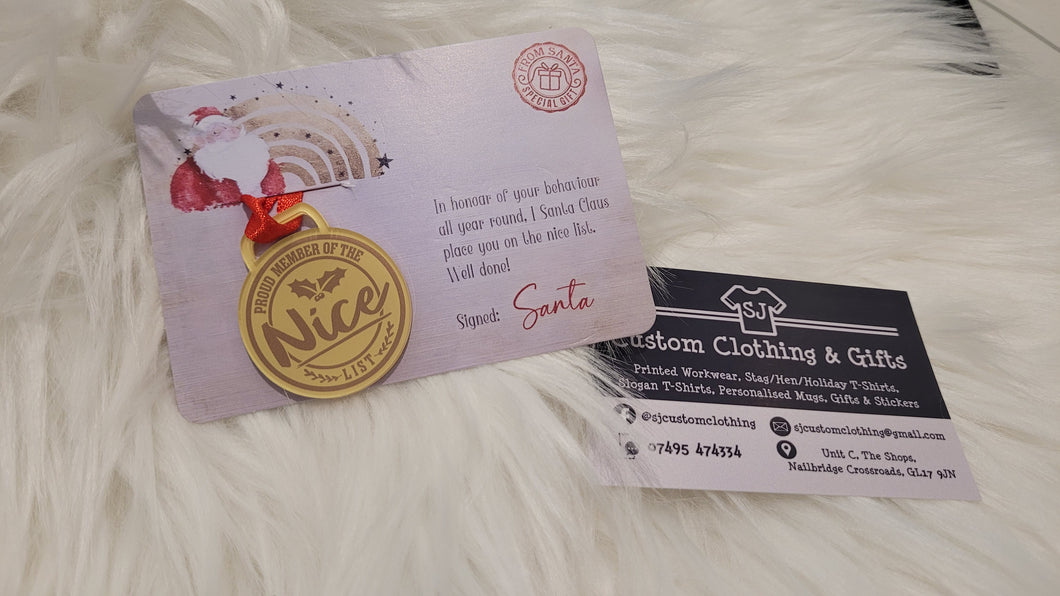 FROM SANTA
SPECIAL GIFT
In honour of your behaviour
all year round, I Santa Claus
place you on the nice list.
Well done!
Signed: Santa
PROUD MEMBER OF THE
Nice
LIST
SJ
Custom Clothing & Gifts
Printed Workwear, Stag/Hen/Holiday T-Shirts,
Slogan T-Shirts, Personalised Mugs, Gifts & Stickers
@sjcustomclothing
sjcustomclothing@gmail.com
07495 474334
Unit C, The Shops,
Nailbridge Crossroads, GL17 9JN